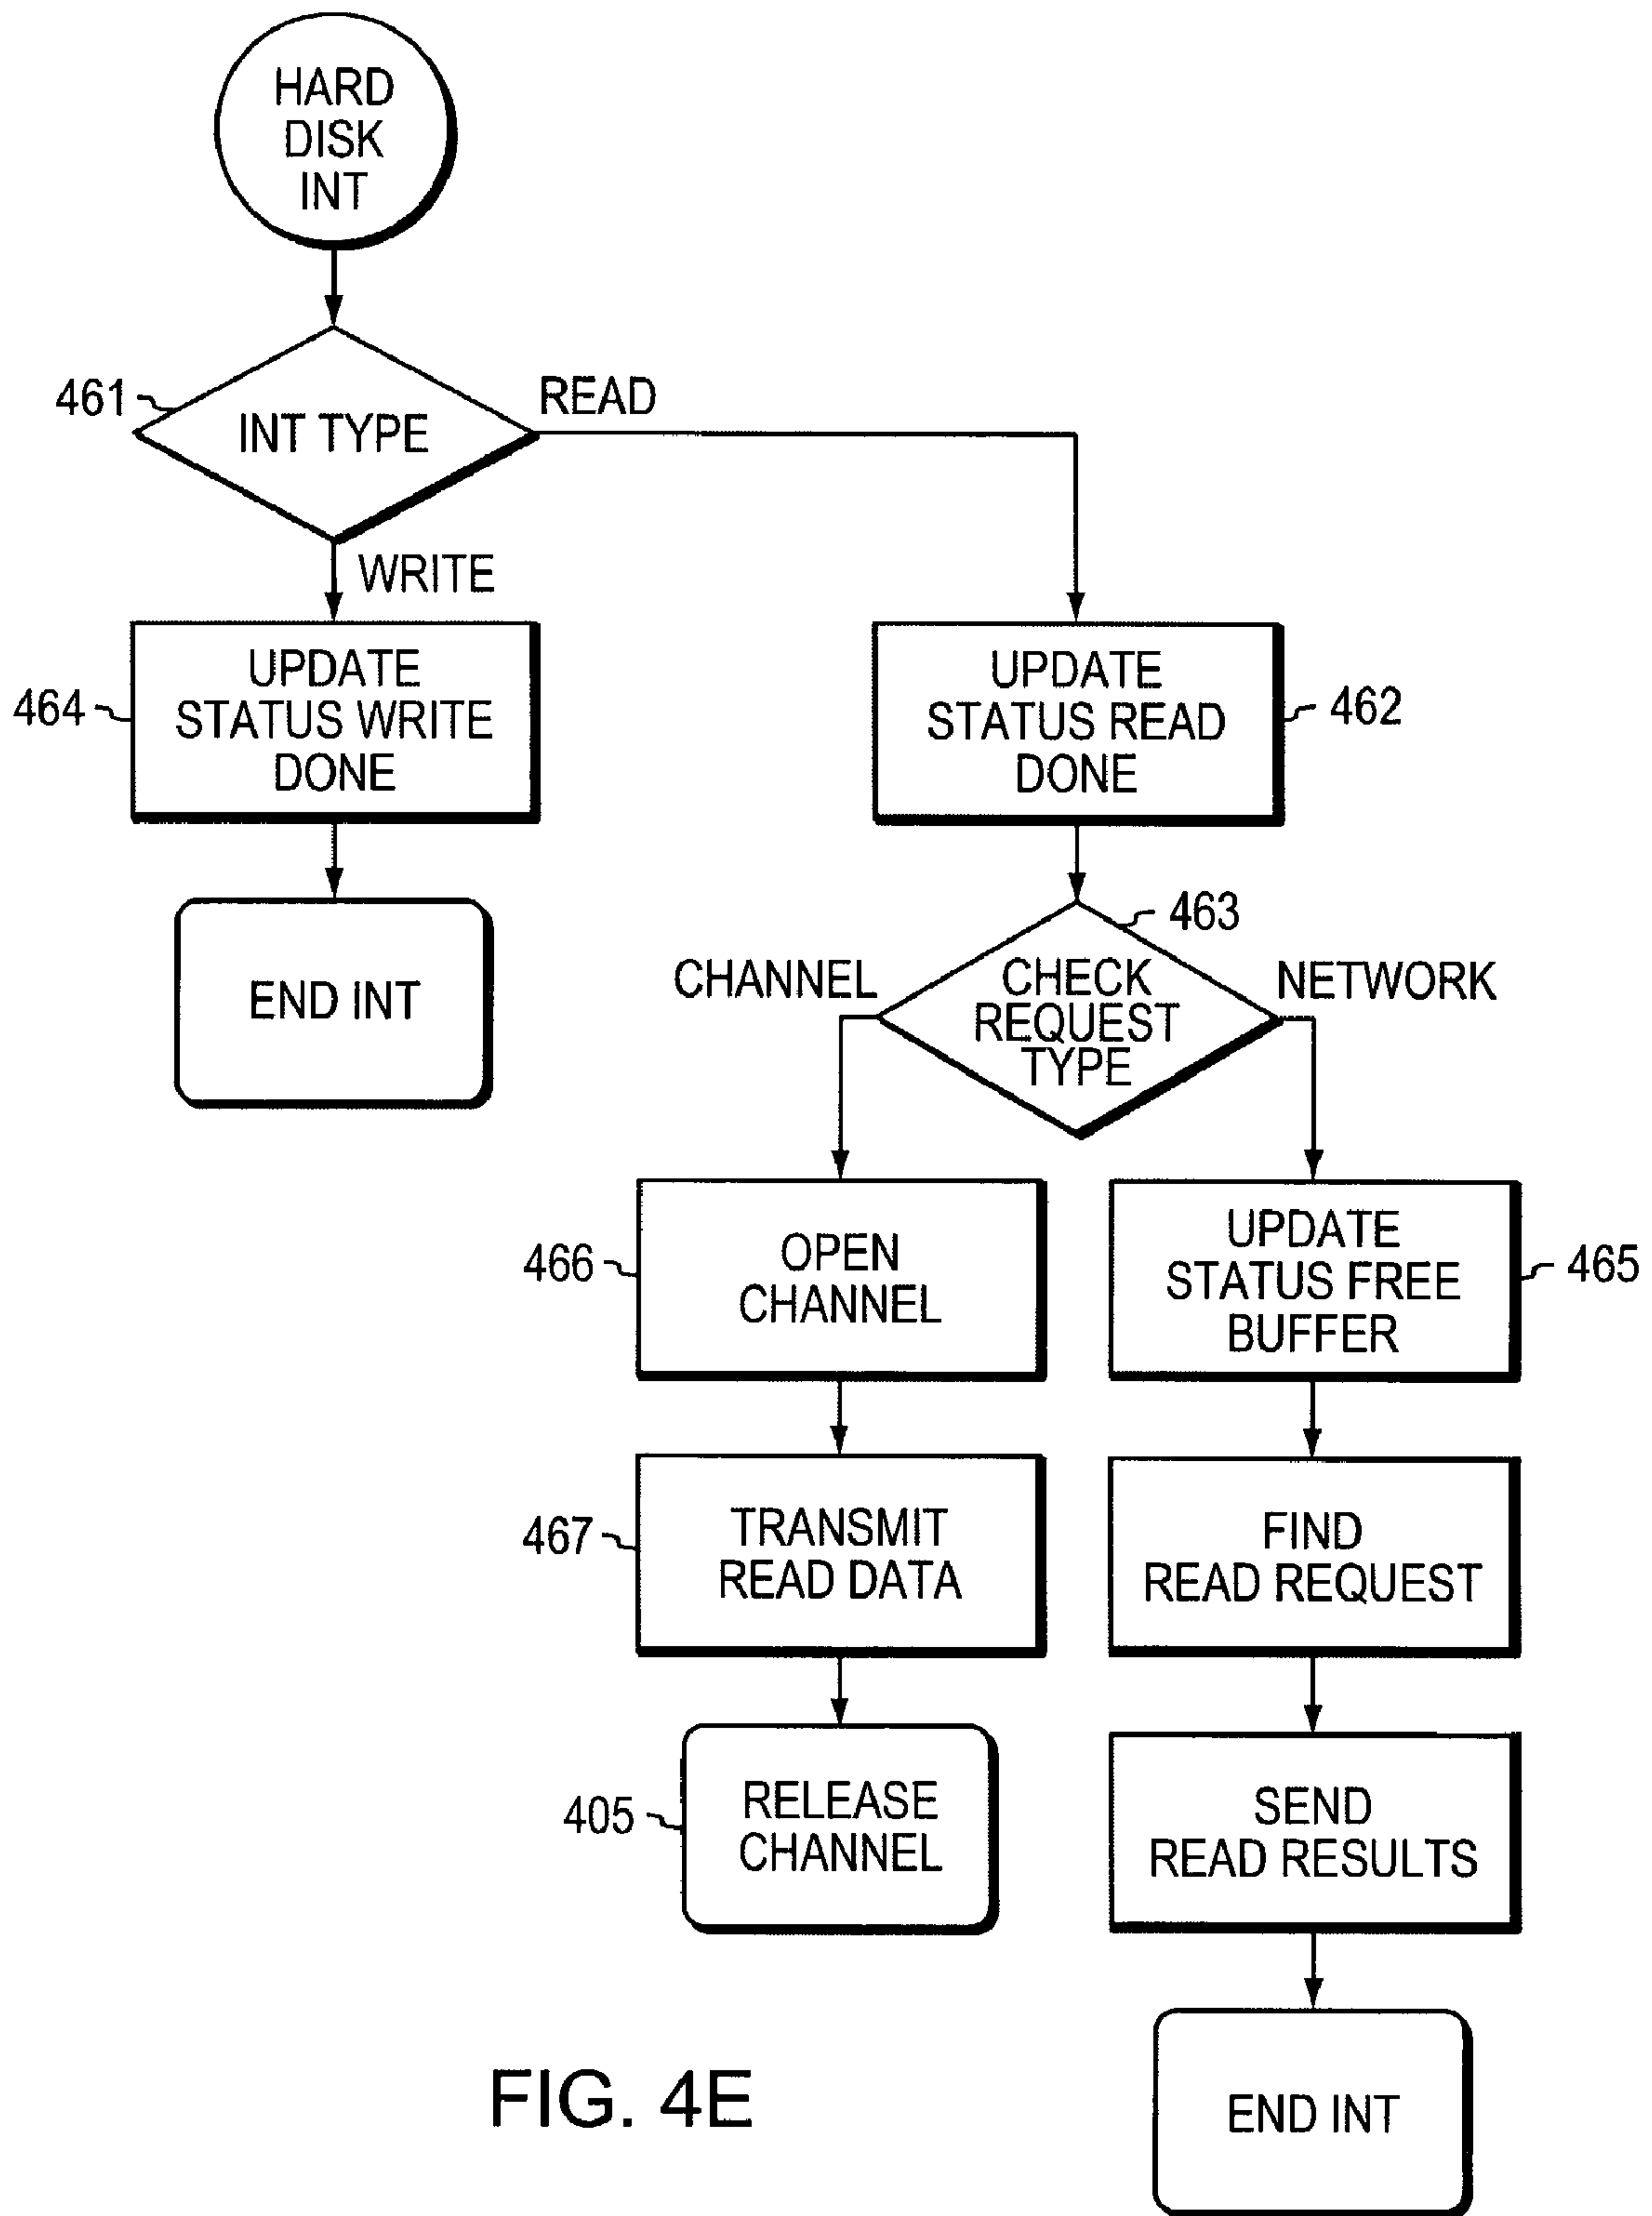 HARD
DISK
INT
461
INT TYPE
READ
WRITE
UPDATE
STATUS WRITE
DONE
464
END INT
UPDATE
STATUS READ
DONE
462
463
CHECK
REQUEST
TYPE
CHANNEL
NETWORK
466
OPEN
CHANNEL
467
TRANSMIT
READ DATA
405
RELEASE
CHANNEL
UPDATE
STATUS FREE
BUFFER
465
FIND
READ REQUEST
SEND
READ RESULTS
END INT
FIG. 4E